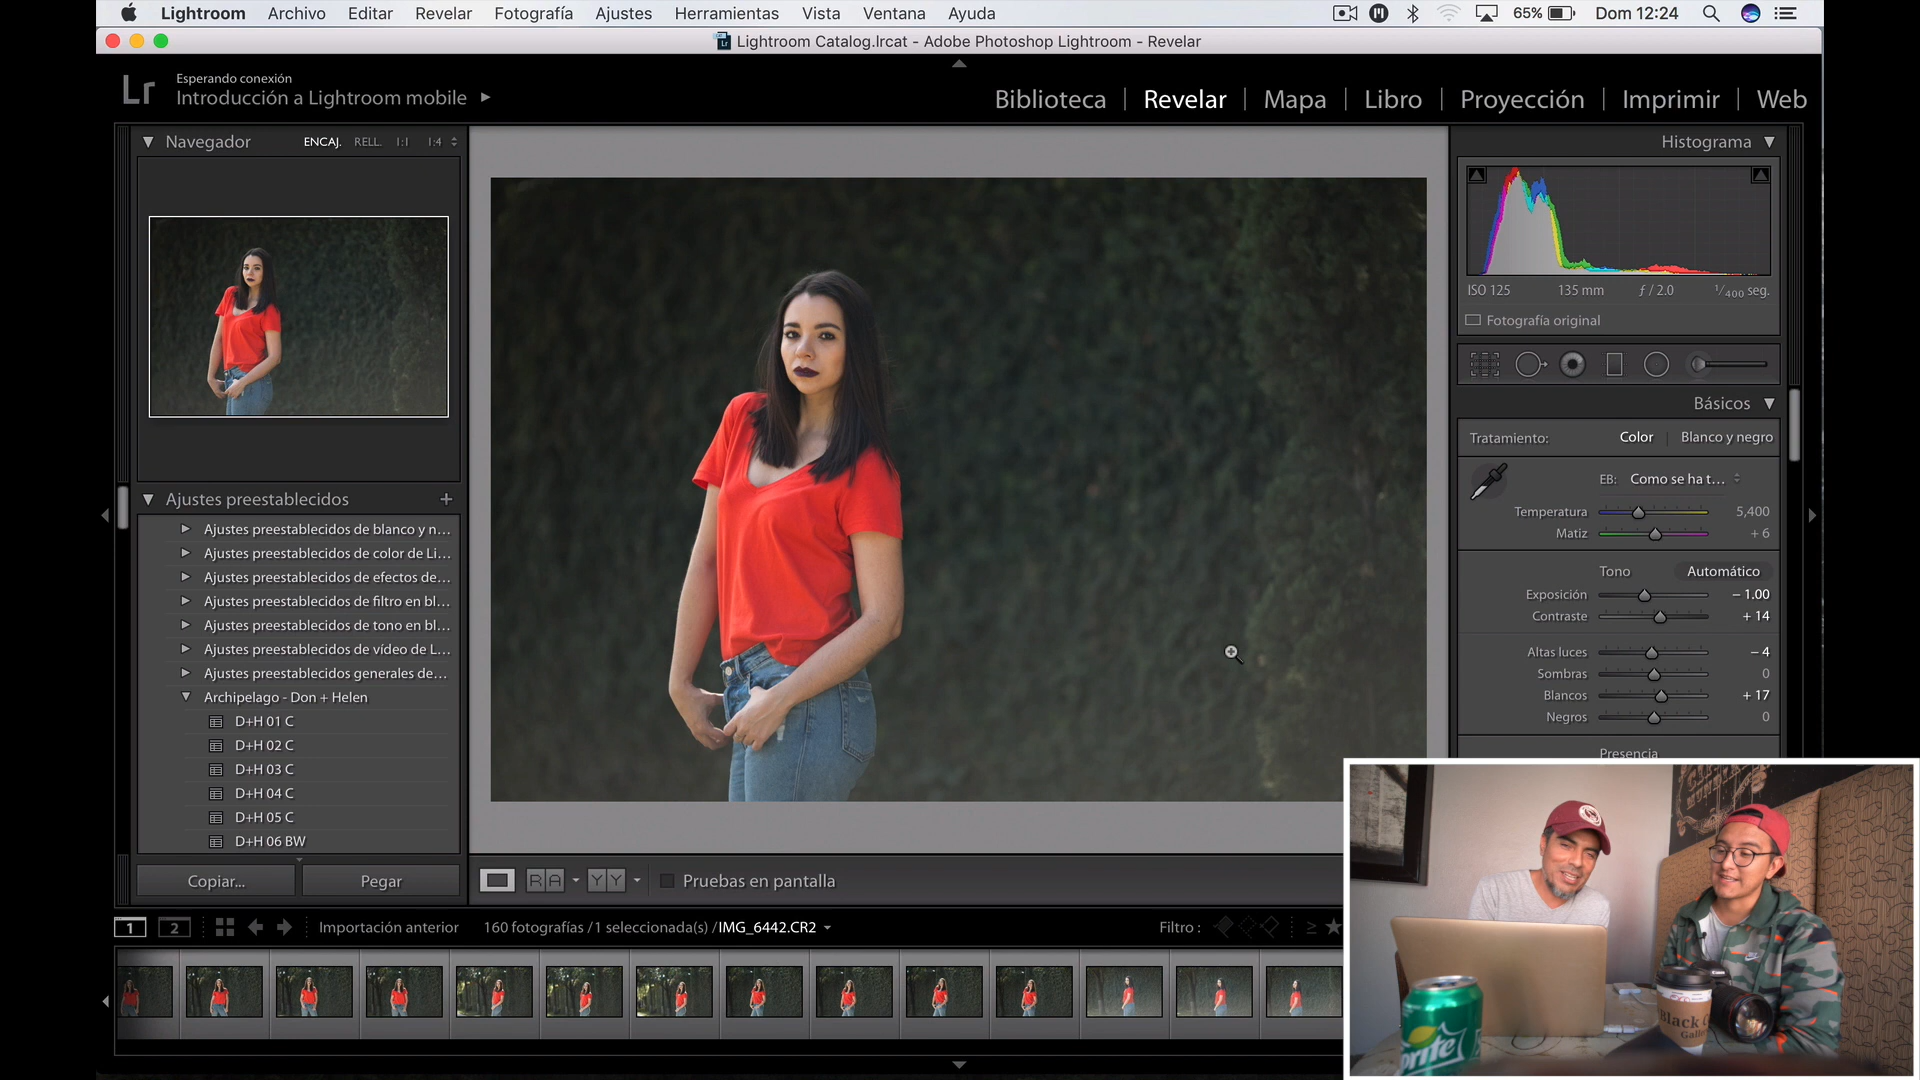 Lightroom Archivo Editar Revelar Fotografía Ajustes Herramientas Vista Ventana Ayuda 65% Dom 12:24
Lightroom Catalog.lrcat - Adobe Photoshop Lightroom - Revelar
Lr
Esperando conexión
Introducción a Lightroom mobile
Biblioteca | Revelar | Mapa | Libro | Proyección | Imprimir | Web
Navegador ENCAJ. RELL. 1:1 1:4
Histograma
ISO 125 135 mm ƒ / 2.0 1/400 seg.
Fotografía original
Básicos
Tratamiento: Color | Blanco y negro
EB: Como se ha t...
Temperatura 5,400
Matiz + 6
Tono Automático
Exposición – 1.00
Contraste + 14
Altas luces – 4
Sombras 0
Blancos + 17
Negros 0
Presencia
Ajustes preestablecidos +
Ajustes preestablecidos de blanco y n...
Ajustes preestablecidos de color de Li...
Ajustes preestablecidos de efectos de...
Ajustes preestablecidos de filtro en bl...
Ajustes preestablecidos de tono en bl...
Ajustes preestablecidos de vídeo de L...
Ajustes preestablecidos generales de...
Archipelago - Don + Helen
D+H 01 C
D+H 02 C
D+H 03 C
D+H 04 C
D+H 05 C
D+H 06 BW
Copiar... Pegar
R A Y Y Pruebas en pantalla
1 2 Importación anterior 160 fotografías /1 seleccionada(s) /IMG_6442.CR2 Filtro : ≥
Sprite
Black